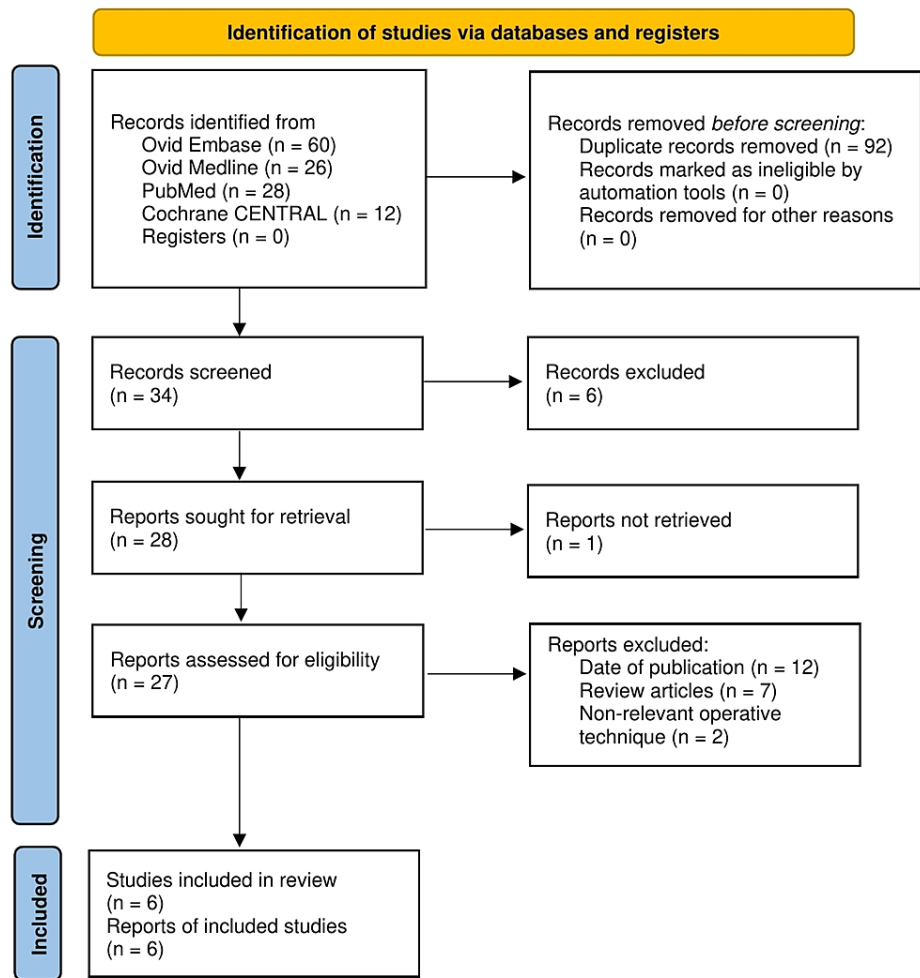 Identification of studies via databases and registers
Identification
Records identified from
Ovid Embase (n = 60)
Ovid Medline (n = 26)
PubMed (n = 28)
Cochrane CENTRAL (n = 12)
Registers (n = 0)
Records removed before screening:
Duplicate records removed (n = 92)
Records marked as ineligible by
automation tools (n = 0)
Records removed for other reasons
(n = 0)
Screening
Records screened
(n = 34)
Records excluded
(n = 6)
Reports sought for retrieval
(n = 28)
Reports not retrieved
(n = 1)
Reports assessed for eligibility
(n = 27)
Reports excluded:
Date of publication (n = 12)
Review articles (n = 7)
Non-relevant operative
technique (n = 2)
Included
Studies included in review
(n = 6)
Reports of included studies
(n = 6)